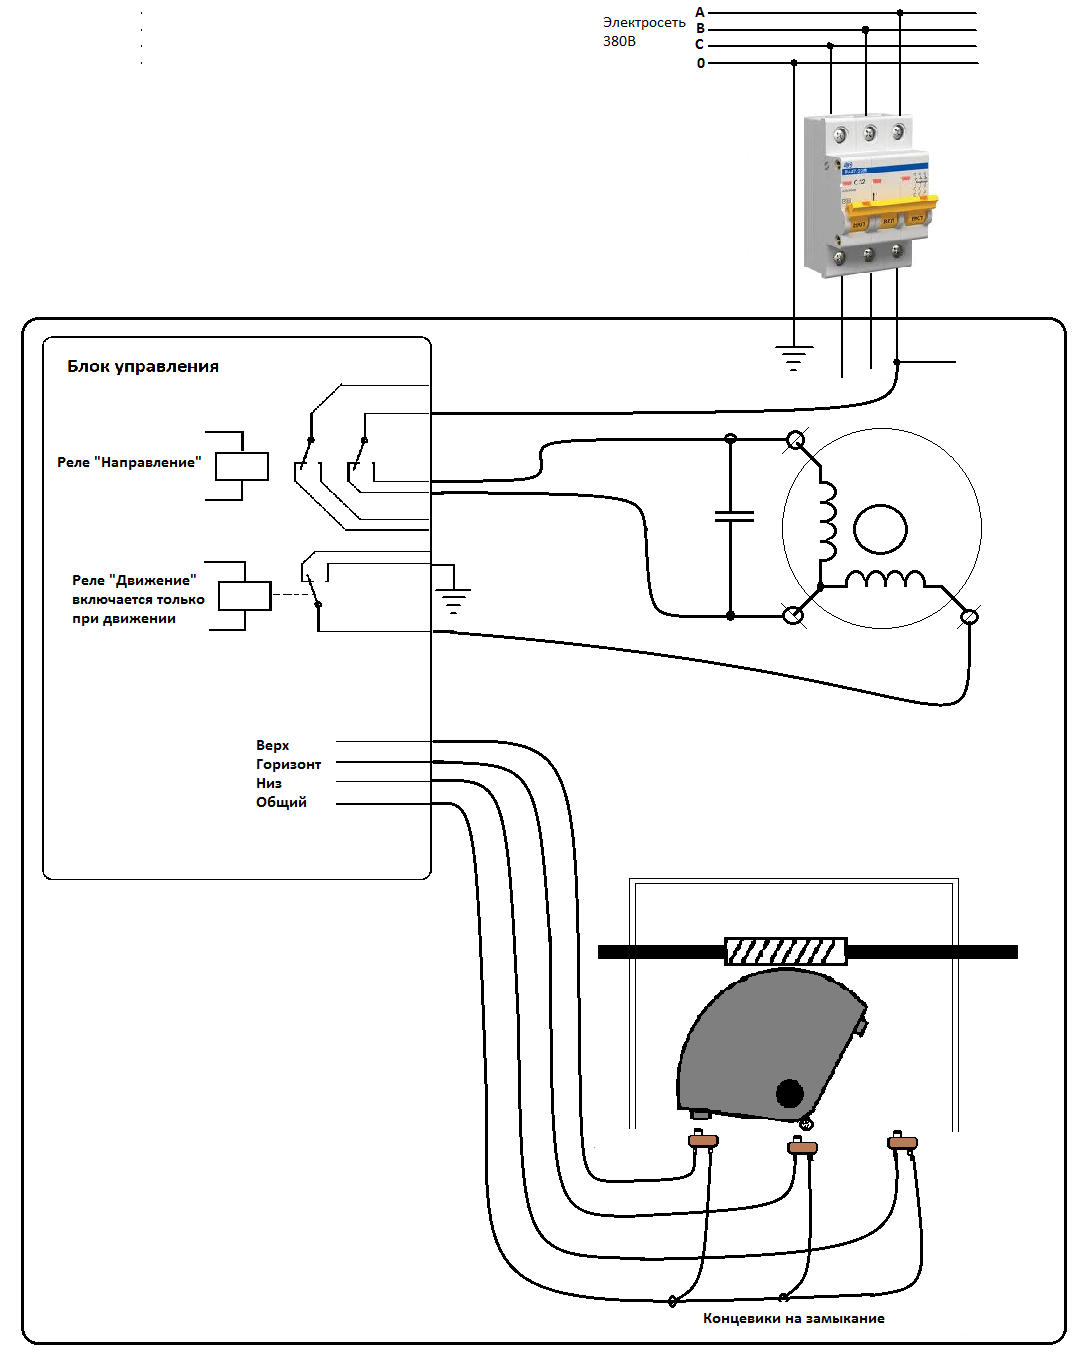 Электросеть
380В
A
B
C
0
Блок управления
Реле "Направление"
Реле "Движение"
включается только
при движении
Верх
Горизонт
Низ
Общий
Концевики на замыкание